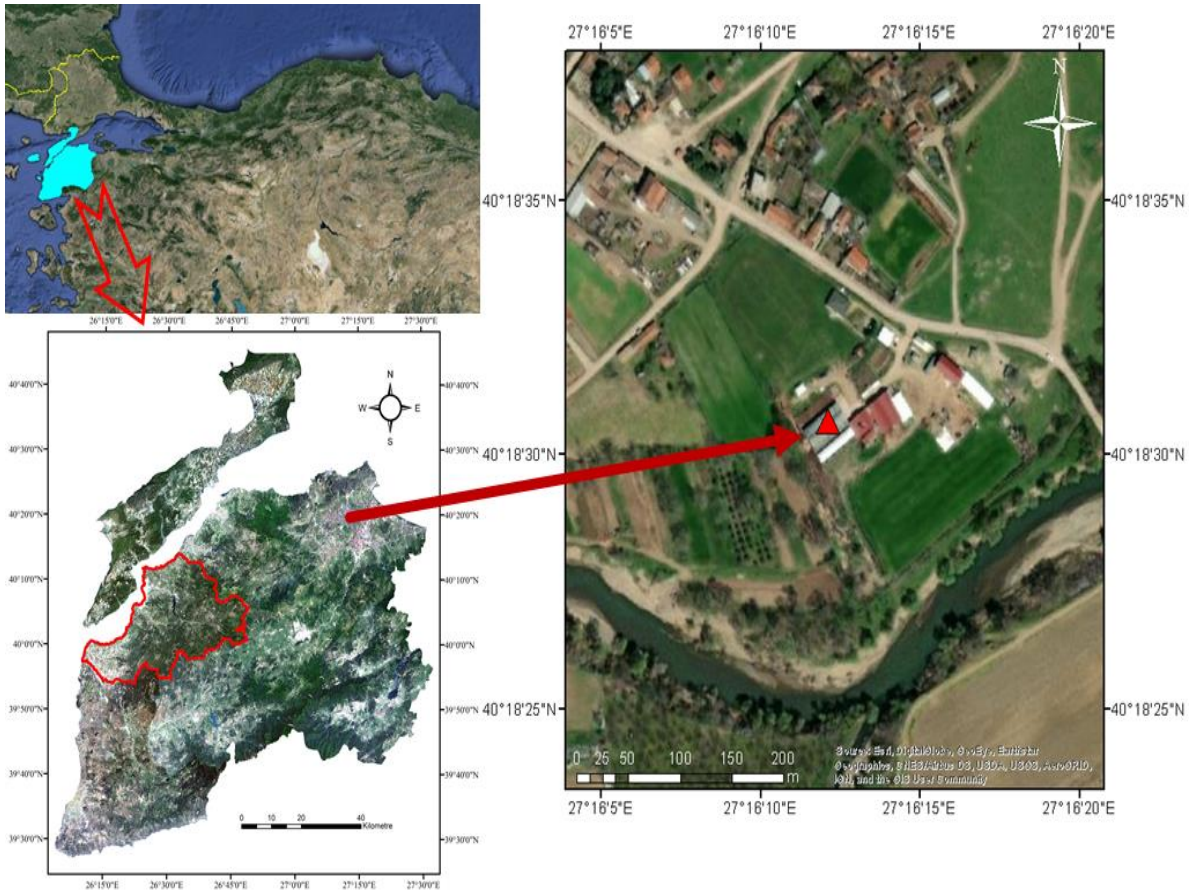 27°16'5"E 27°16'10"E 27°16'15"E 27°16'20"E
N
40°18'35"N 40°18'35"N
40°18'30"N 40°18'30"N
40°18'25"N 40°18'25"N
0 25 50 100 150 200
m
Source: Esri, DigitalGlobe, GeoEye, Earthstar
Geographics, CNES/Airbus DS, USDA, USGS, AeroGRID,
IGN, and the GIS User Community
27°16'5"E 27°16'10"E 27°16'15"E 27°16'20"E
26°15'0"E 26°30'0"E 26°45'0"E 27°0'0"E 27°15'0"E 27°30'0"E
N
W E
S
40°40'0"N 40°40'0"N
40°30'0"N 40°30'0"N
40°20'0"N 40°20'0"N
40°10'0"N 40°10'0"N
40°0'0"N 40°0'0"N
39°50'0"N 39°50'0"N
39°40'0"N 39°40'0"N
39°30'0"N 39°30'0"N
0 10 20 40
Kilometre
26°15'0"E 26°30'0"E 26°45'0"E 27°0'0"E 27°15'0"E 27°30'0"E